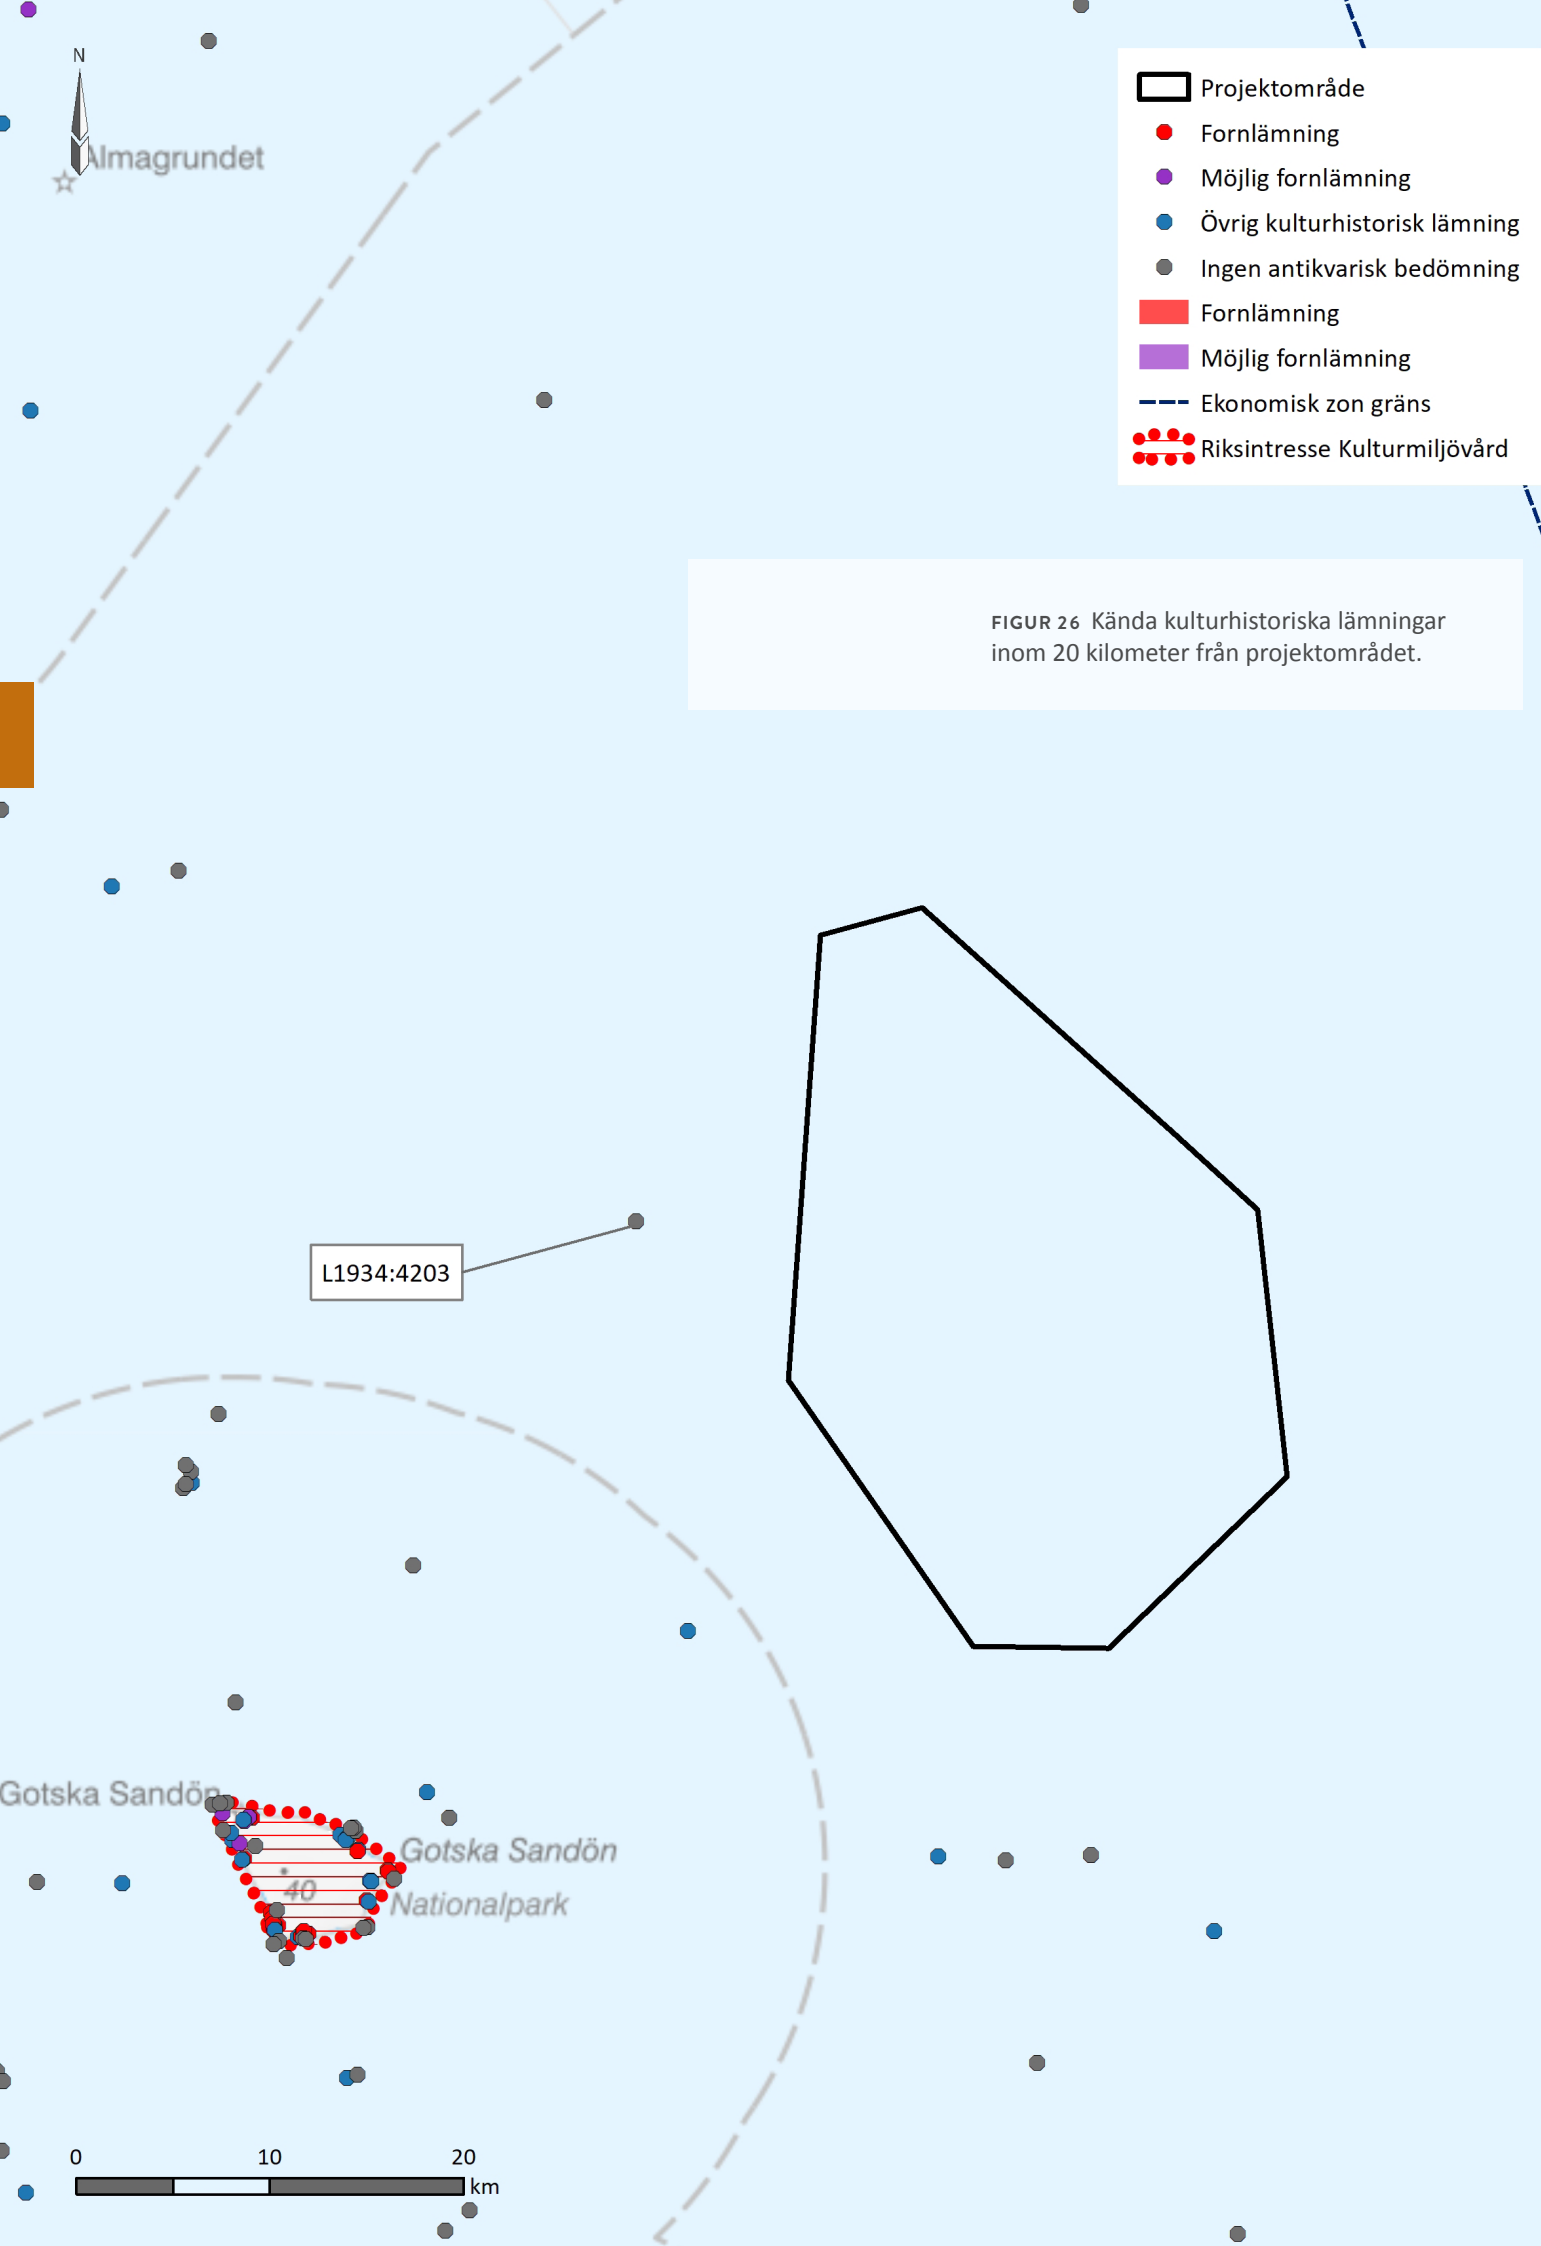 N
Almagrundet
Projektområde
Fornlämning
Möjlig fornlämning
Övrig kulturhistorisk lämning
Ingen antikvarisk bedömning
Fornlämning
Möjlig fornlämning
Ekonomisk zon gräns
Riksintresse Kulturmiljövård
FIGUR 26 Kända kulturhistoriska lämningar
inom 20 kilometer från projektområdet.
L1934:4203
Gotska Sandön
Gotska Sandön
40
Nationalpark
0 10 20
km